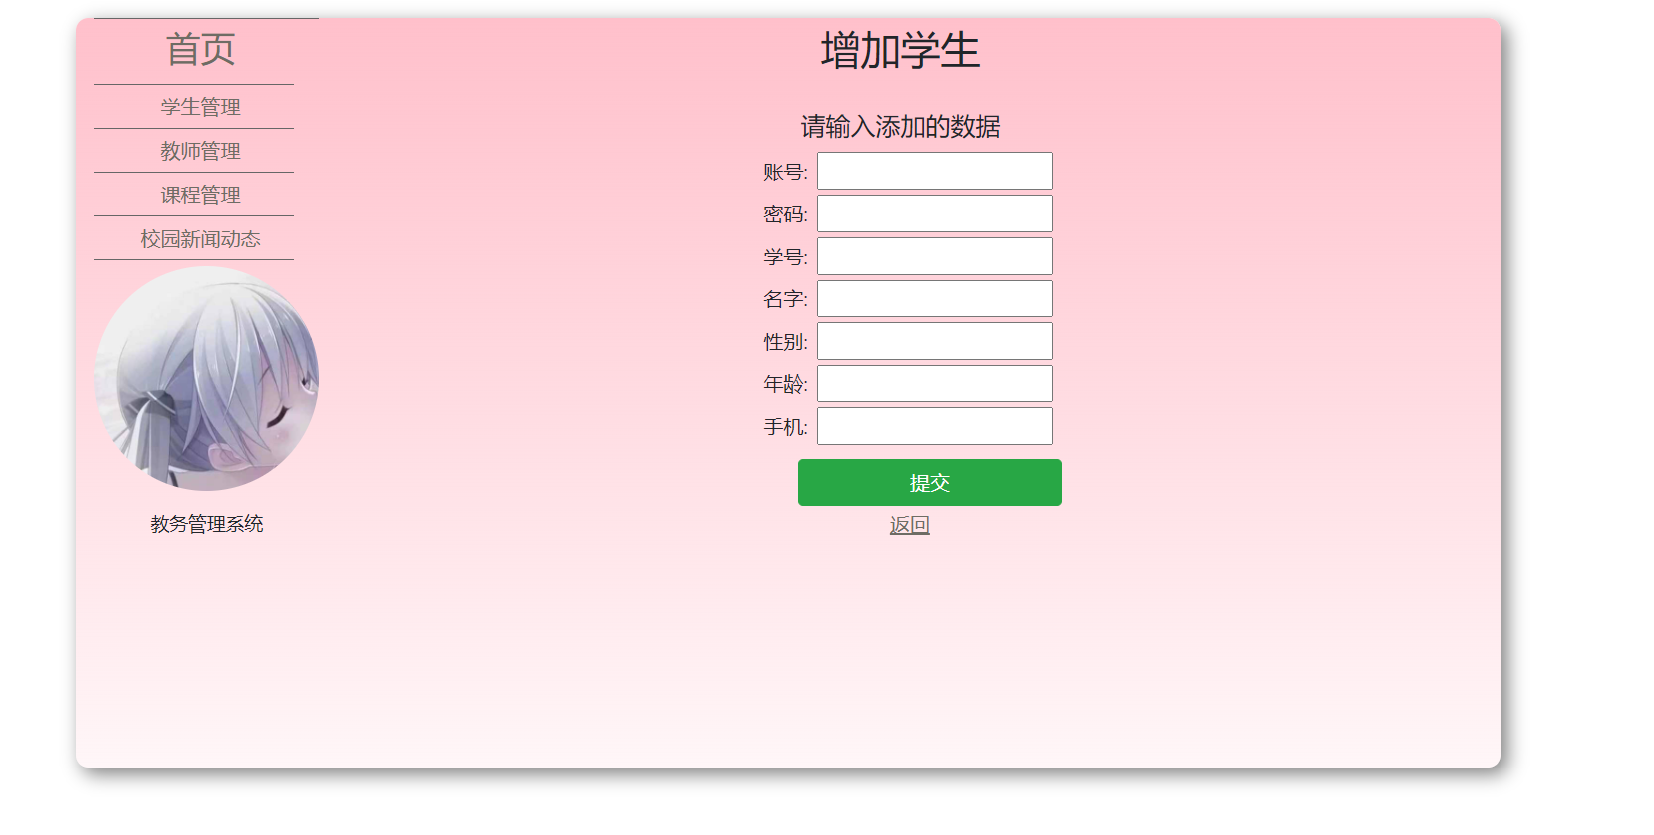 首页
学生管理
教师管理
课程管理
校园新闻动态
教务管理系统
增加学生
请输入添加的数据
账号:
密码:
学号:
名字:
性别:
年龄:
手机:
提交
返回